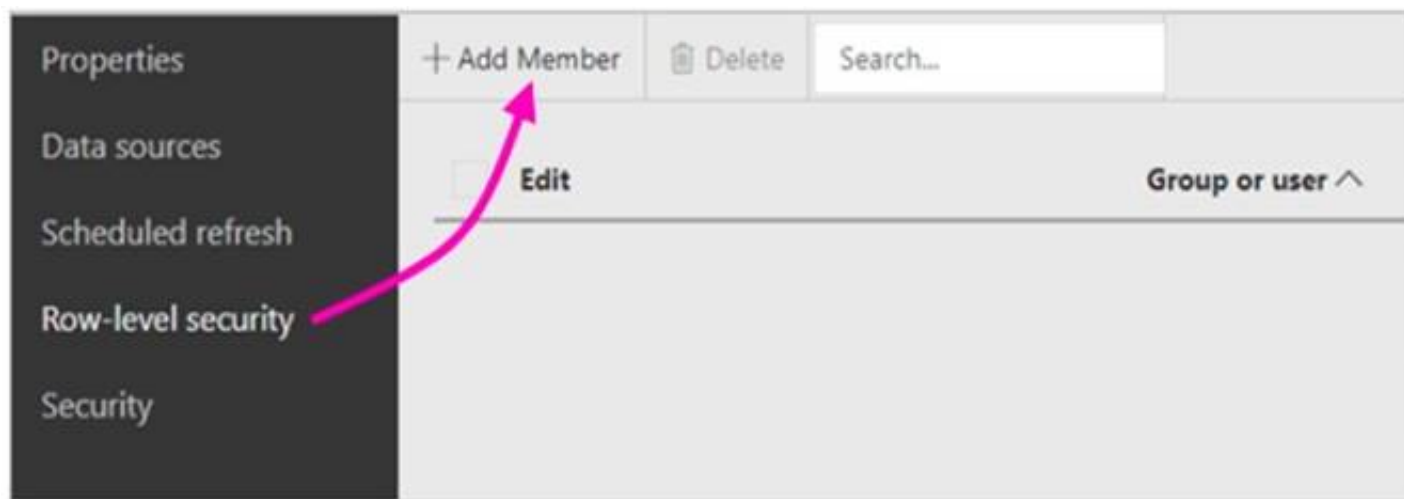 Properties
Data sources
Scheduled refresh
Row-level security
Security
+ Add Member Delete Search...
Edit Group or user